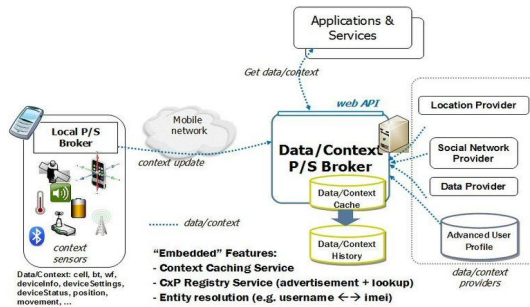 Applications &
Services
Get data/context
web API
Mobile
network
Local P/S
Broker
context update
Data/Context
P/S Broker
Data/Context
Cache
Data/Context
History
Location Provider
Social Network
Provider
Data Provider
Advanced User
Profile
data/context
providers
context
sensors
data/context
Data/Context: cell, bt, wf,
deviceInfo, deviceSettings,
deviceStatus, position,
movement, ...
“Embedded” Features:
- Context Caching Service
- CxP Registry Service (advertisement + lookup)
- Entity resolution (e.g. username ←→ imei)